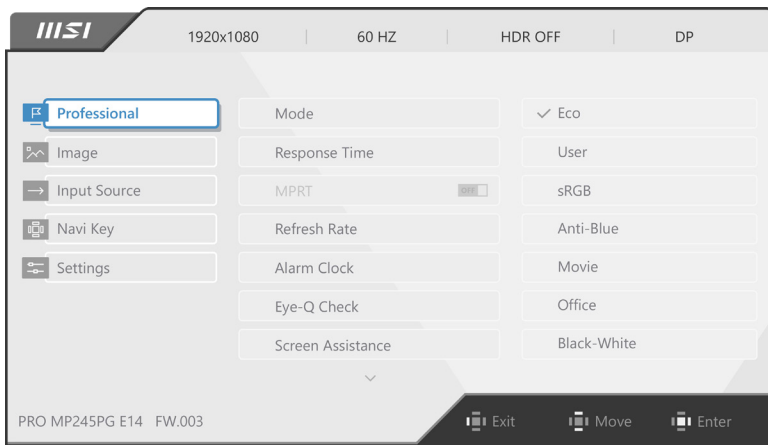 msi 1920x1080 60 HZ HDR OFF DP
Professional Mode ✓ Eco
Image Response Time User
Input Source MPRT OFF sRGB
Navi Key Refresh Rate Anti-Blue
Settings Alarm Clock Movie
Eye-Q Check Office
Screen Assistance Black-White
PRO MP245PG E14 FW.003 Exit Move Enter